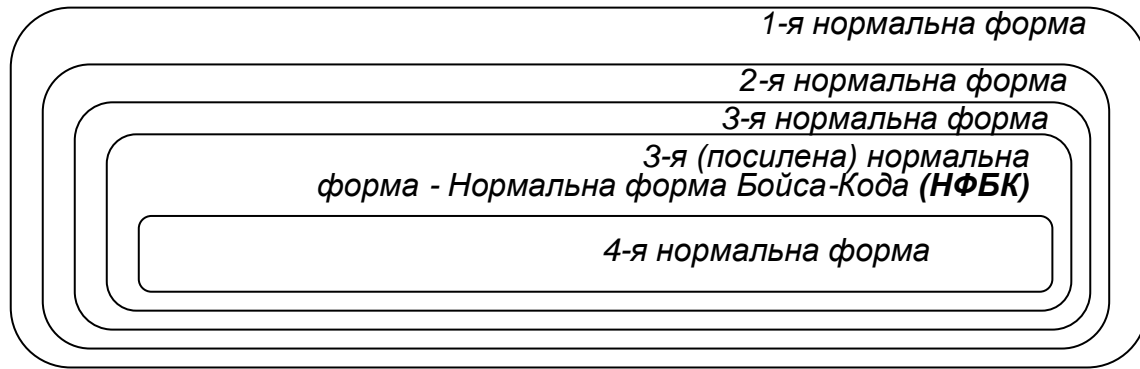 1-я нормальна форма
2-я нормальна форма
3-я нормальна форма
3-я (посилена) нормальна
форма - Нормальна форма Бойса-Кода (НФБК)
4-я нормальна форма